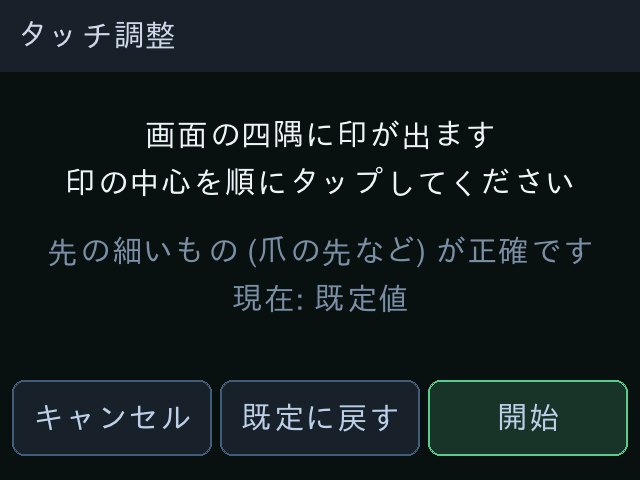 タッチ調整
画面の四隅に印が出ます
印の中心を順にタップしてください
先の細いもの (爪の先など) が正確です
現在: 既定値
キャンセル
既定に戻す
開始